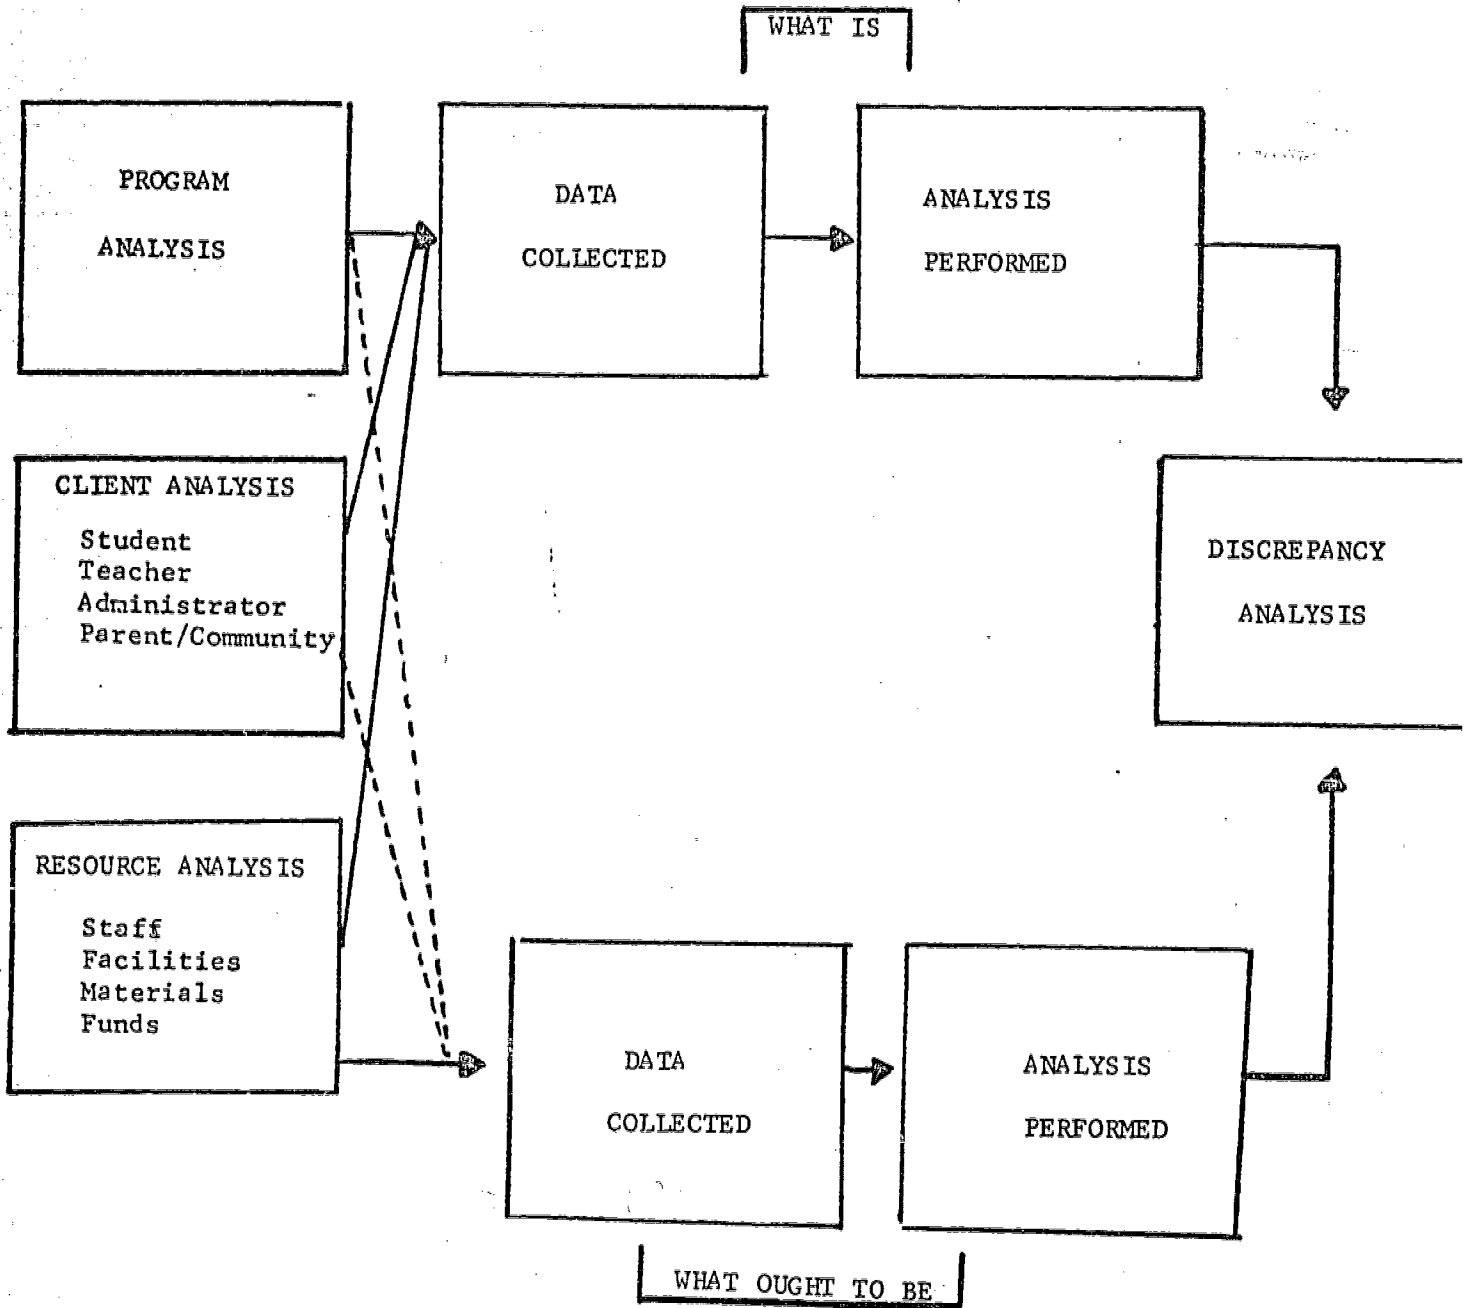 WHAT IS
PROGRAM
ANALYSIS
DATA
COLLECTED
ANALYSIS
PERFORMED
CLIENT ANALYSIS
Student
Teacher
Administrator
Parent/Community
DISCREPANCY
ANALYSIS
RESOURCE ANALYSIS
Staff
Facilities
Materials
Funds
DATA
COLLECTED
ANALYSIS
PERFORMED
WHAT OUGHT TO BE